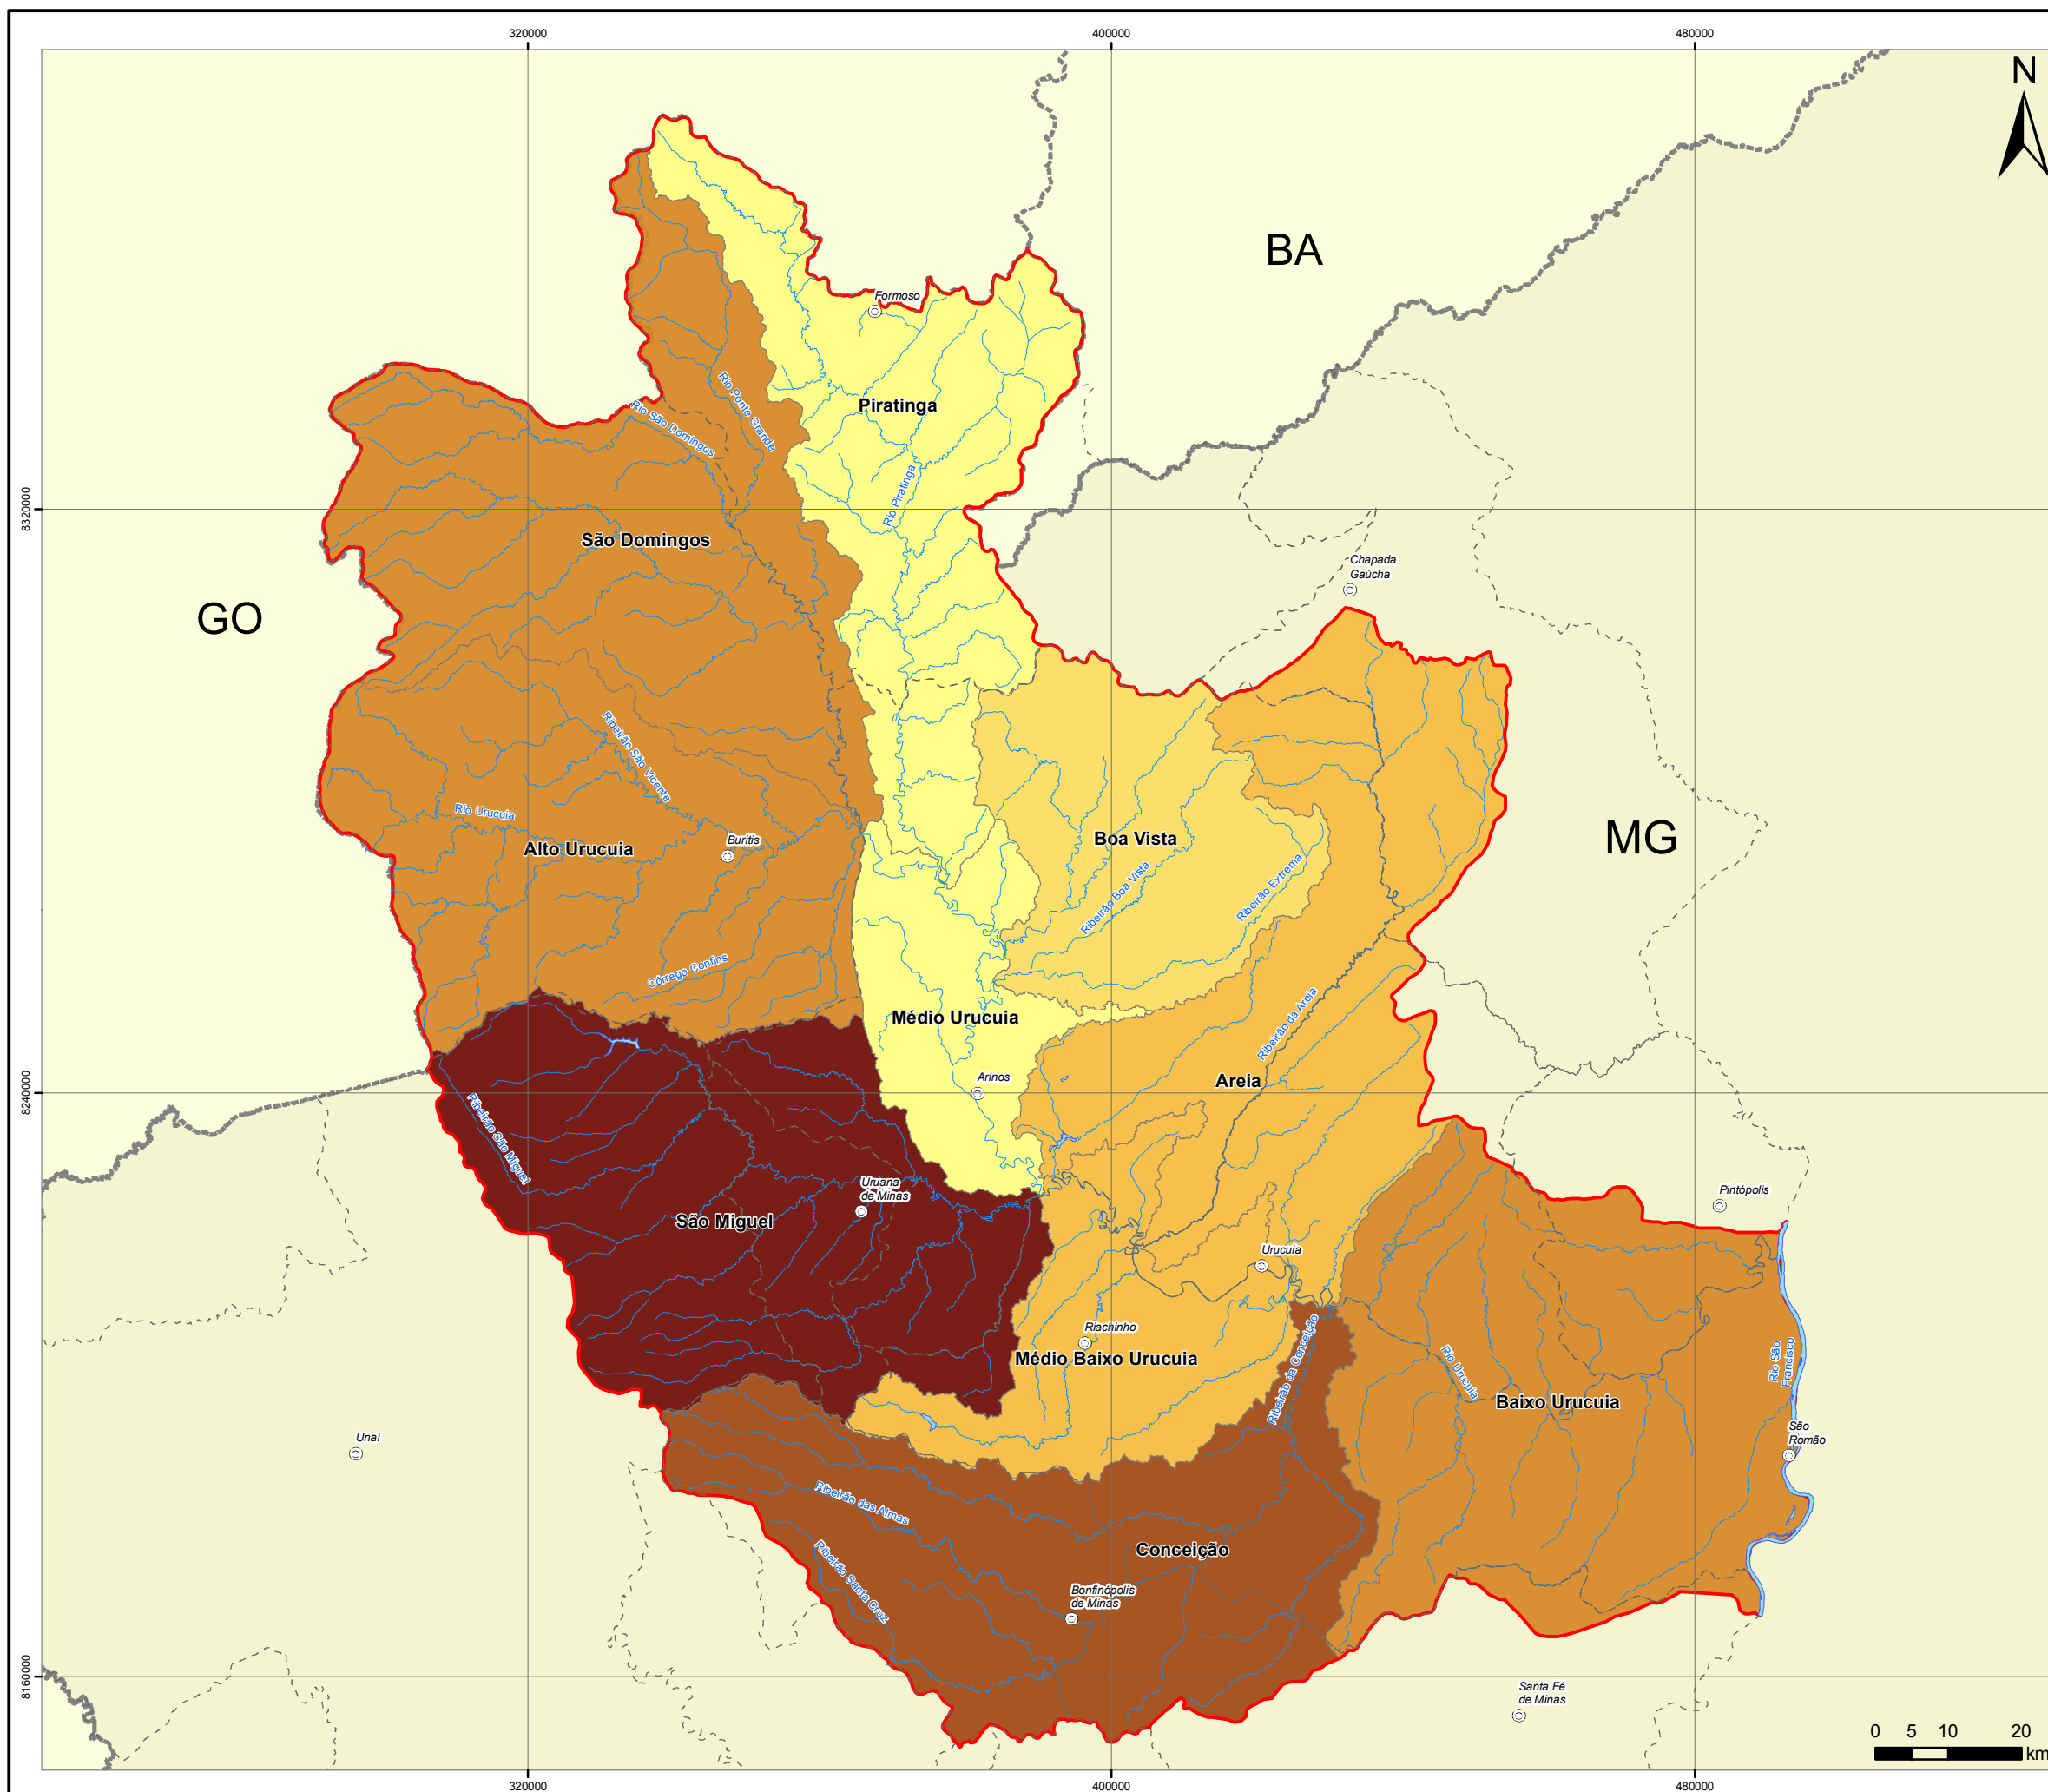 320000
400000
480000
N
BA
Formoso
Rio Ponte Grande
Piratinga
Rio São Domingos
Rio Piratinga
8320000
São Domingos
Chapada
Gaúcha
GO
Ribeirão São Vicente
Rio Urucuia
Buritis
Alto Urucuia
Boa Vista
MG
Ribeirão Boa Vista
Ribeirão Extrema
Córrego Confins
Médio Urucuia
Ribeirão da Areia
Arinos
Areia
8240000
Ribeirão São Miguel
Uruana
de Minas
Pintópolis
São Miguel
Urucuia
Riachinho
Médio Baixo Urucuia
Ribeirão da Conceição
Rio Urucuia
Rio São
Francisco
Baixo Urucuia
São
Romão
Unaí
Ribeirão das Almas
Conceição
Ribeirão Santa Cruz
Bonfinópolis
de Minas
8160000
Santa Fé
de Minas
0 5 10 20
km
320000
400000
480000